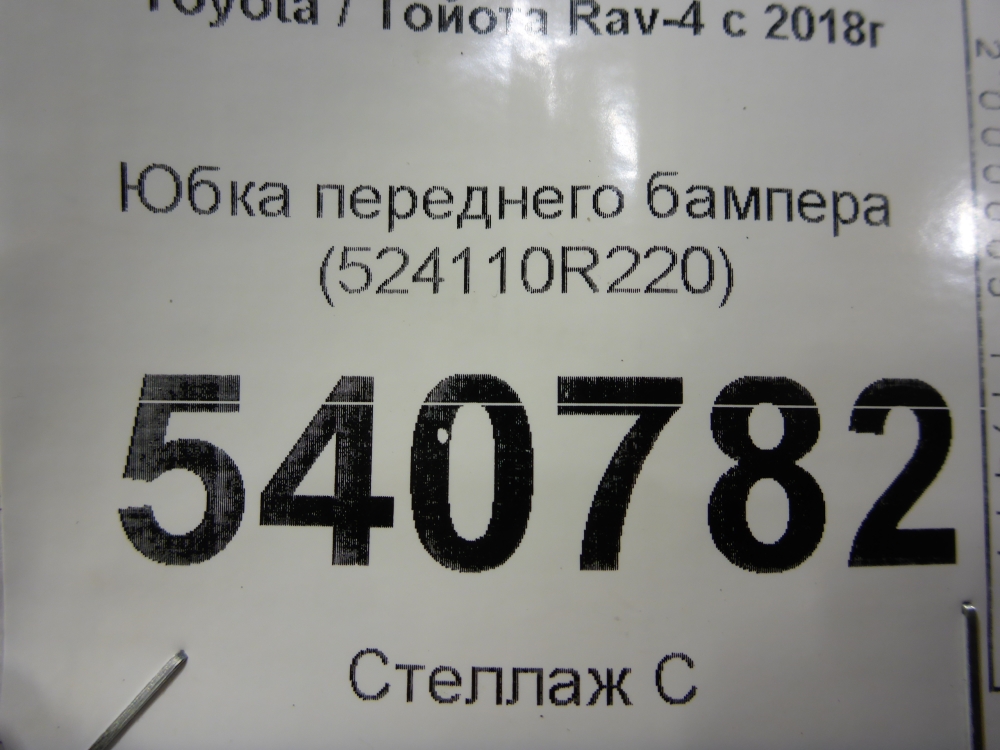 Toyota / Тойота Rav-4 с 2018г
Юбка переднего бампера
(524110R220)
540782
Стеллаж С